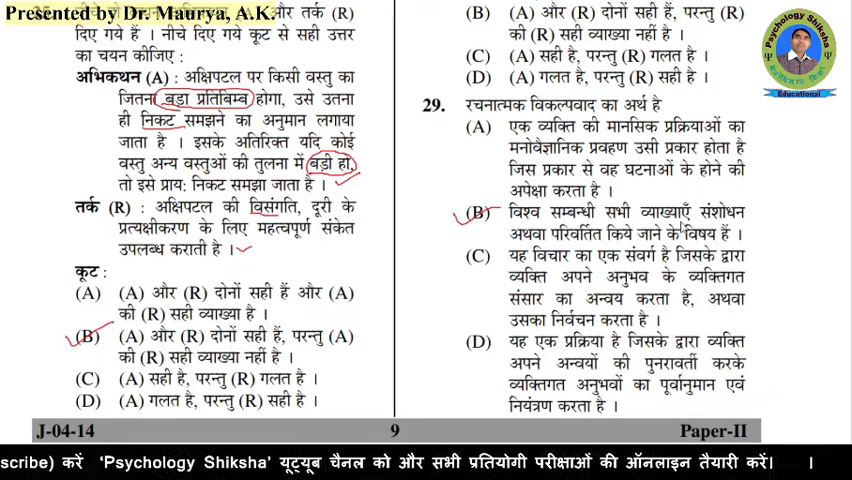 Presented by Dr. Maurya, A.K.
और तर्क (R)
दिए गये हैं । नीचे दिये गये कूट से सही उत्तर
का चयन कीजिए :
अभिकथन (A) : अक्षिपटल पर किसी वस्तु का
जितना बड़ा प्रतिबिम्ब होगा, उसे उतना
ही निकट समझने का अनुमान लगाया
जाता है । इसके अतिरिक्त यदि कोई
वस्तु अन्य वस्तुओं की तुलना में बड़ी हो,
तो इसे प्राय: निकट समझा जाता है ।
तर्क (R) : अक्षिपटल की विसंगति, दूरी के
प्रत्यक्षीकरण के लिए महत्वपूर्ण संकेत
उपलब्ध कराती है ।
कूट :
(A) (A) और (R) दोनों सही हैं और (A)
की (R) सही व्याख्या है ।
(B) (A) और (R) दोनों सही हैं, परन्तु (A)
की (R) सही व्याख्या नहीं है ।
(C) (A) सही है, परन्तु (R) गलत है ।
(D) (A) गलत है, परन्तु (R) सही है ।
(B) (A) और (R) दोनों सही हैं, परन्तु (R)
की (R) सही व्याख्या नहीं है ।
(C) (A) सही है, परन्तु (R) गलत है ।
(D) (A) गलत है, परन्तु (R) सही है ।
29. रचनात्मक विकल्पवाद का अर्थ है
(A) एक व्यक्ति की मानसिक प्रक्रियाओं का
मनोवैज्ञानिक प्रवहण उसी प्रकार होता है
जिस प्रकार से वह घटनाओं के होने की
अपेक्षा करता है ।
(B) विश्व सम्बन्धी सभी व्याख्याएँ संशोधन
अथवा परिवर्तित किये जाने के विषय हैं ।
(C) यह विचार का एक संवर्ग है जिसके द्वारा
व्यक्ति अपने अनुभव के व्यक्तिगत
संसार का अन्वय करता है, अथवा
उसका निर्वचन करता है ।
(D) यह एक प्रक्रिया है जिसके द्वारा व्यक्ति
अपने अन्वयों की पुनरावर्ती करके
व्यक्तिगत अनुभवों का पूर्वानुमान एवं
नियंत्रण करता है ।
Psychology Shiksha
Educational
J-04-14 9 Paper-II
scribe) करें 'Psychology Shiksha' यूट्यूब चैनल को और सभी प्रतियोगी परीक्षाओं की ऑनलाइन तैयारी करें। ।